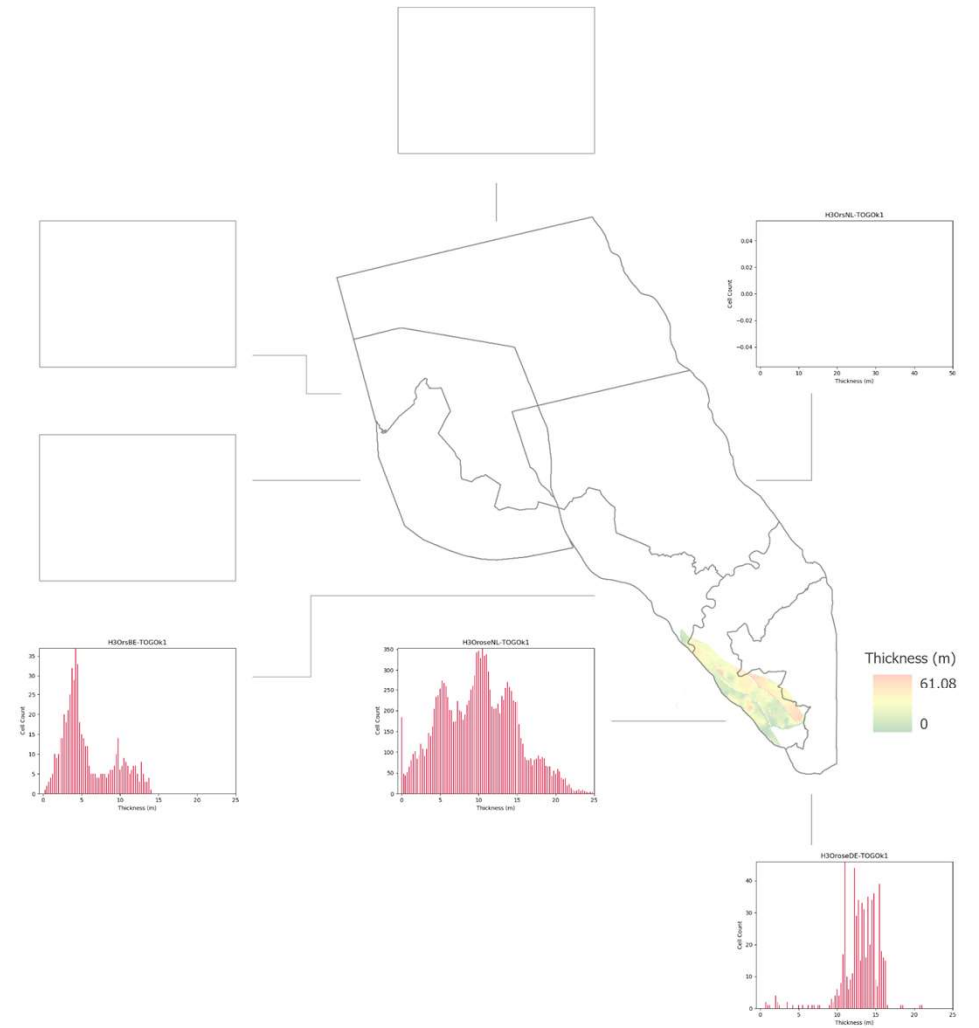 H3OrsNL-TOGOk1
Cell Count
0.04
0.02
0.00
−0.02
−0.04
0 10 20 30 40 50
Thickness (m)
H3OrsBE-TOGOk1
Cell Count
35
30
25
20
15
10
5
0
0 5 10 15 20 25
Thickness (m)
H3OroseNL-TOGOk1
Cell Count
350
300
250
200
150
100
50
0
0 5 10 15 20 25
Thickness (m)
Thickness (m)
61.08
0
H3OroseDE-TOGOk1
Cell Count
40
30
20
10
0
0 5 10 15 20 25
Thickness (m)